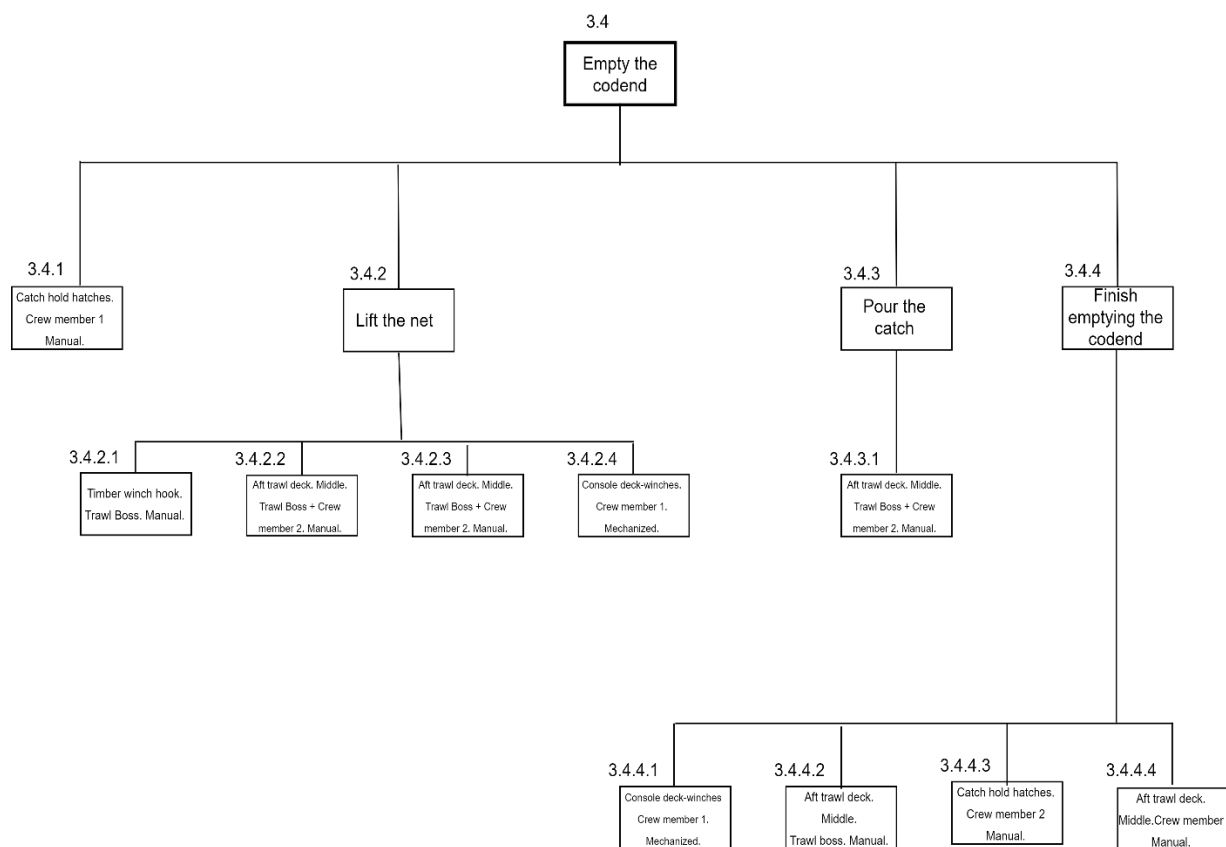 3.4
Empty the
codend
3.4.1
Catch hold hatches.
Crew member 1
Manual.
3.4.2
Lift the net
3.4.3
Pour the
catch
3.4.4
Finish
emptying the
codend
3.4.2.1
Timber winch hook.
Trawl Boss. Manual.
3.4.2.2
Aft trawl deck. Middle.
Trawl Boss + Crew
member 2. Manual.
3.4.2.3
Aft trawl deck. Middle.
Trawl Boss + Crew
member 2. Manual.
3.4.2.4
Console deck-winches.
Crew member 1.
Mechanized.
3.4.3.1
Aft trawl deck. Middle.
Trawl Boss + Crew
member 2. Manual.
3.4.4.1
Console deck-winches
Crew member 1.
Mechanized.
3.4.4.2
Aft trawl deck.
Middle.
Trawl boss. Manual.
3.4.4.3
Catch hold hatches.
Crew member 2
Manual.
3.4.4.4
Aft trawl deck.
Middle.Crew member
Manual.